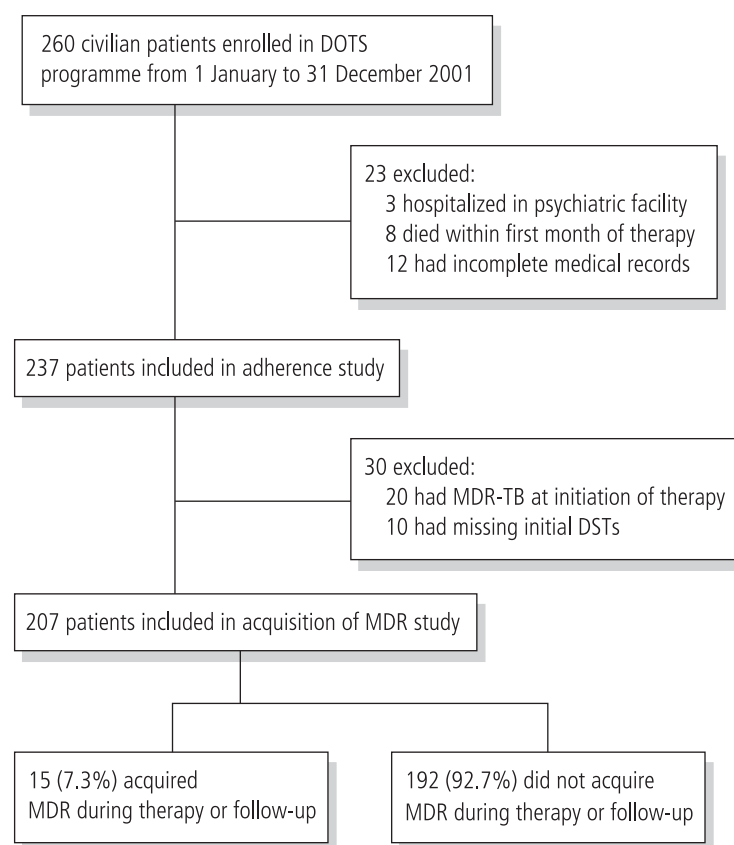 260 civilian patients enrolled in DOTS
programme from 1 January to 31 December 2001
23 excluded:
3 hospitalized in psychiatric facility
8 died within first month of therapy
12 had incomplete medical records
237 patients included in adherence study
30 excluded:
20 had MDR-TB at initiation of therapy
10 had missing initial DSTs
207 patients included in acquisition of MDR study
15 (7.3%) acquired
MDR during therapy or follow-up
192 (92.7%) did not acquire
MDR during therapy or follow-up